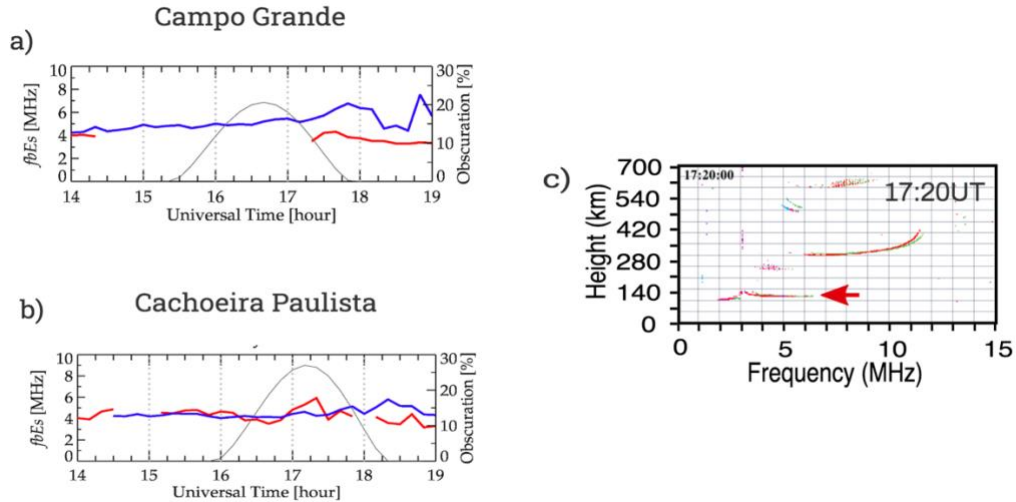 Campo Grande
a)
10
8
6
4
2
fbEs [MHz]
30
20
10
0
Obscuration [%]
14 15 16 17 18 19
Universal Time [hour]
b)
Cachoeira Paulista
10
8
6
4
2
0
fbEs [MHz]
30
20
10
0
Obscuration [%]
14 15 16 17 18 19
Universal Time [hour]
c)
17:20:00
17:20UT
700
540
420
280
140
0
Height (km)
0 5 10 15
Frequency (MHz)